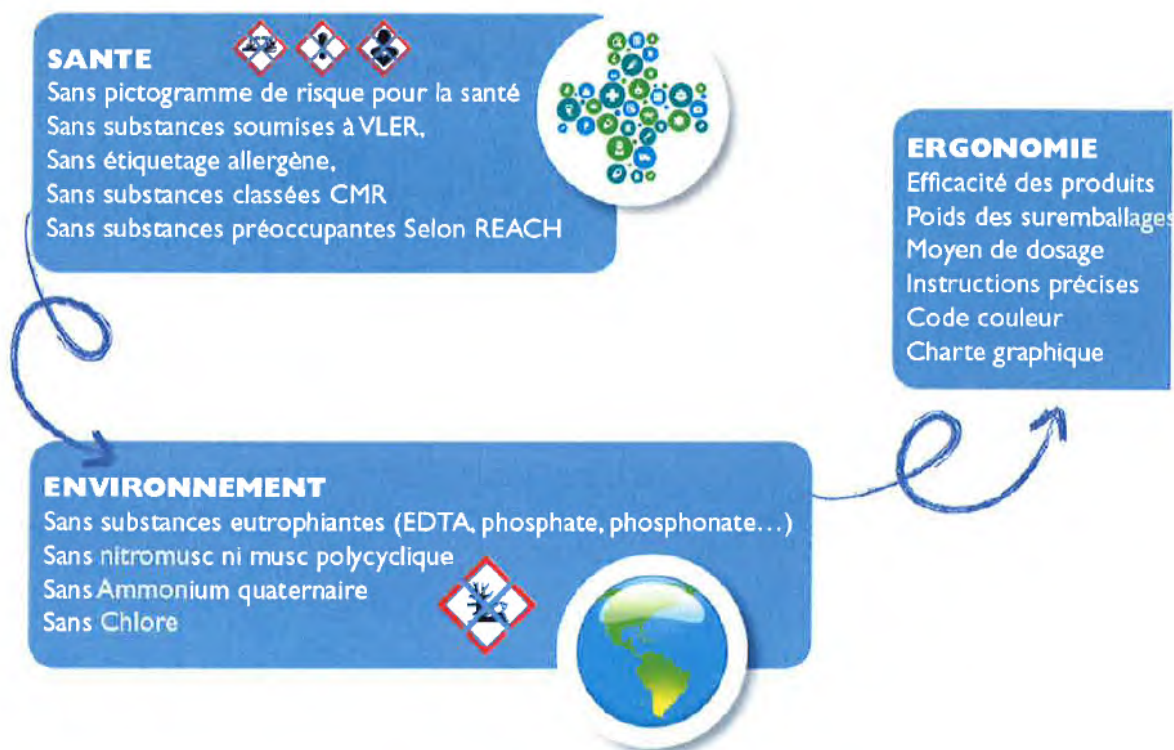 SANTE
Sans pictogramme de risque pour la santé
Sans substances soumises à VLER,
Sans étiquetage allergène,
Sans substances classées CMR
Sans substances préoccupantes Selon REACH
ENVIRONNEMENT
Sans substances eutrophiantes (EDTA, phosphate, phosphonate...)
Sans nitromusc ni musc polycyclique
Sans Ammonium quaternaire
Sans Chlore
ERGONOMIE
Efficacité des produits
Poids des suremballages
Moyen de dosage
Instructions précises
Code couleur
Charte graphique